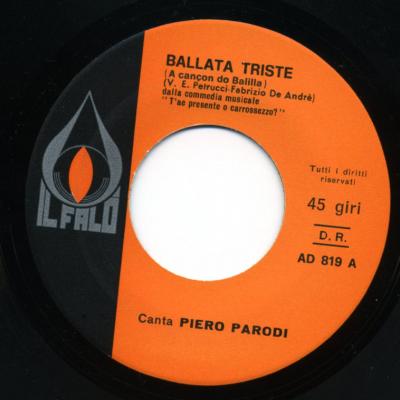 BALLATA TRISTE
(A cançon do Balilla)
(V. E. Petrucci-Fabrizio De Andrè)
dalla commedia musicale
"T'ae presente o carrossezzo?"
Tutti i diritti
riservati
45 giri
D. R.
AD 819 A
IL FALÒ
Canta PIERO PARODI